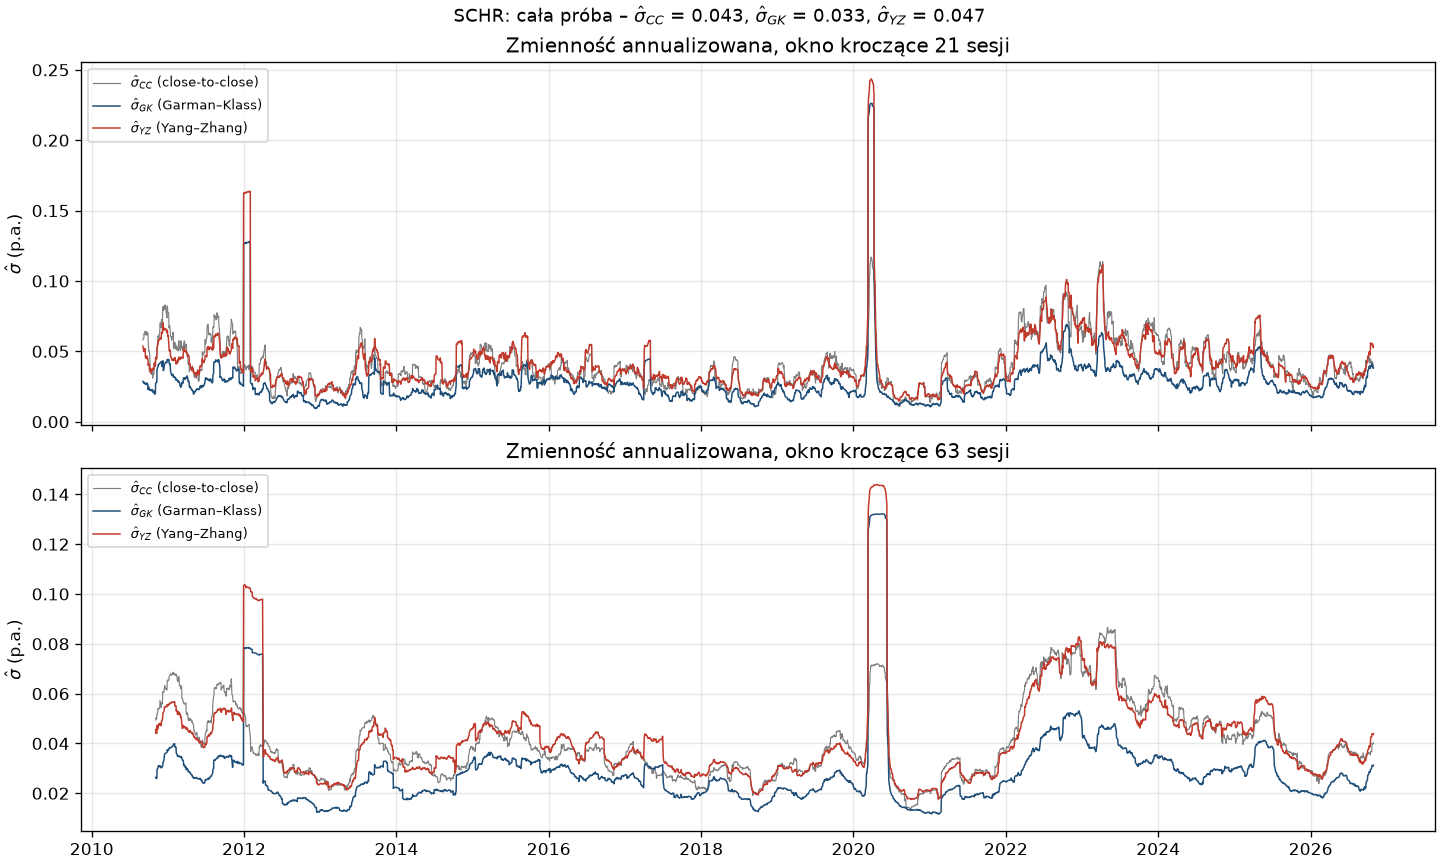 SCHR: cała próba – σ̂_CC = 0.043, σ̂_GK = 0.033, σ̂_YZ = 0.047
Zmienność annualizowana, okno kroczące 21 sesji
σ̂ (p.a.)
0.25
0.20
0.15
0.10
0.05
0.00
σ̂_CC (close-to-close)
σ̂_GK (Garman–Klass)
σ̂_YZ (Yang–Zhang)
Zmienność annualizowana, okno kroczące 63 sesji
σ̂ (p.a.)
0.14
0.12
0.10
0.08
0.06
0.04
0.02
σ̂_CC (close-to-close)
σ̂_GK (Garman–Klass)
σ̂_YZ (Yang–Zhang)
2010 2012 2014 2016 2018 2020 2022 2024 2026